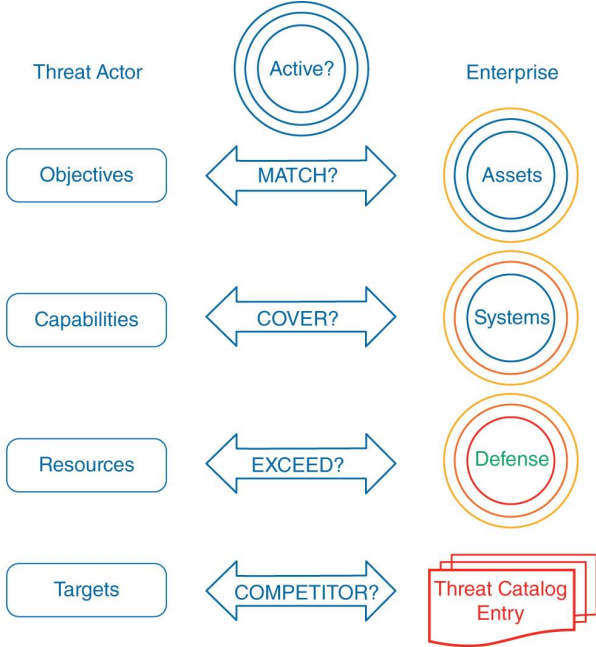 Threat Actor
Active?
Enterprise
Objectives
MATCH?
Assets
Capabilities
COVER?
Systems
Resources
EXCEED?
Defense
Targets
COMPETITOR?
Threat Catalog
Entry